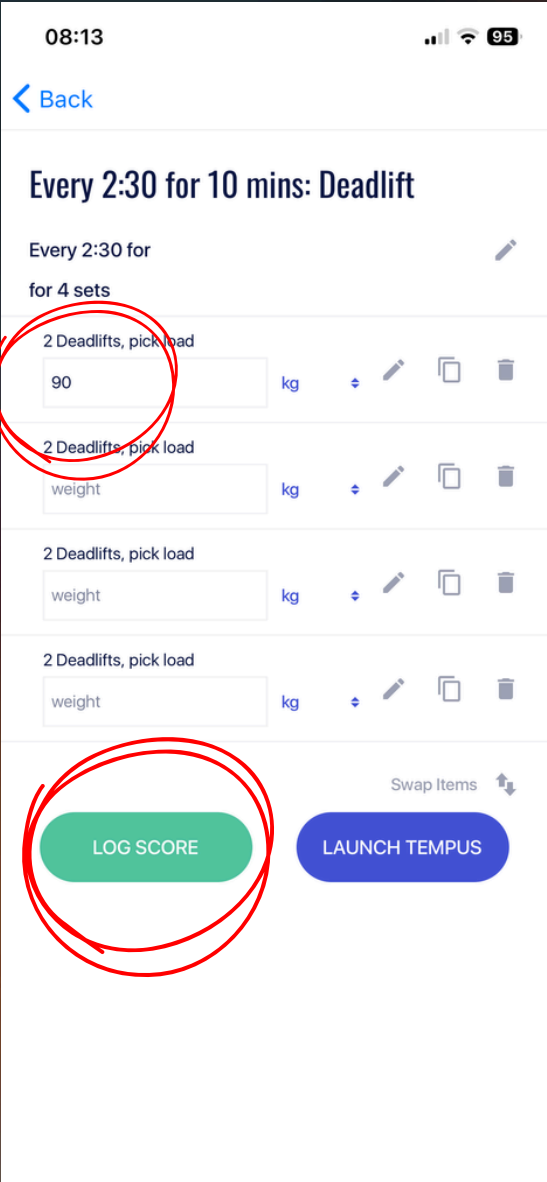 08:13
95
Back
Every 2:30 for 10 mins: Deadlift
Every 2:30 for
for 4 sets
2 Deadlifts, pick load
90 kg
2 Deadlifts, pick load
weight kg
2 Deadlifts, pick load
weight kg
2 Deadlifts, pick load
weight kg
Swap Items
LOG SCORE LAUNCH TEMPUS